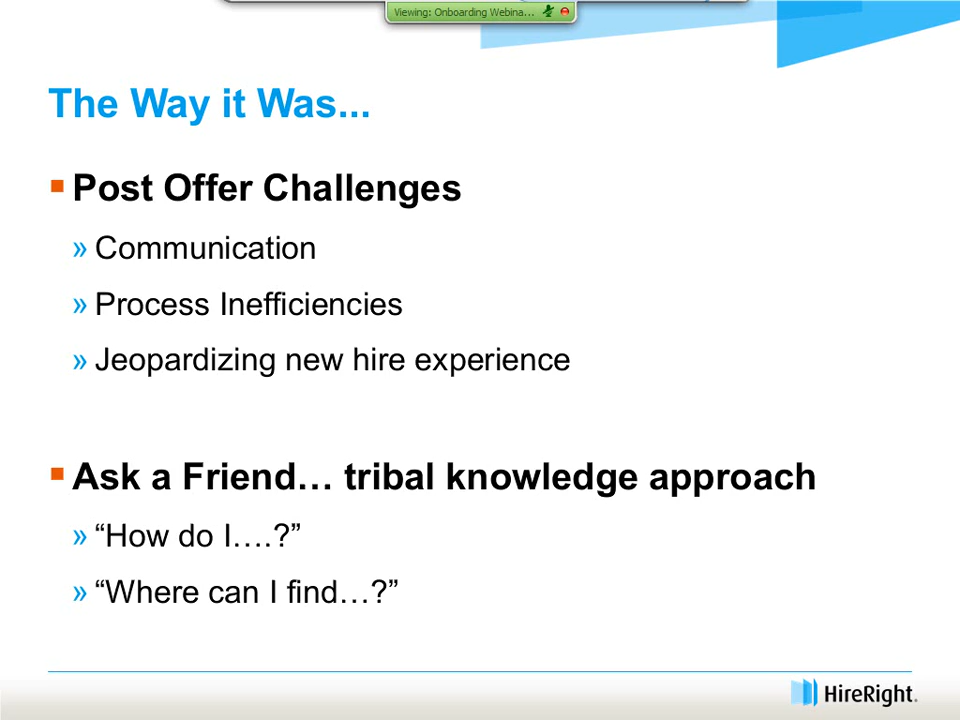 Viewing: Onboarding Webina...
The Way it Was...
▪ Post Offer Challenges
» Communication
» Process Inefficiencies
» Jeopardizing new hire experience
▪ Ask a Friend… tribal knowledge approach
» “How do I….?”
» “Where can I find…?”
HireRight.